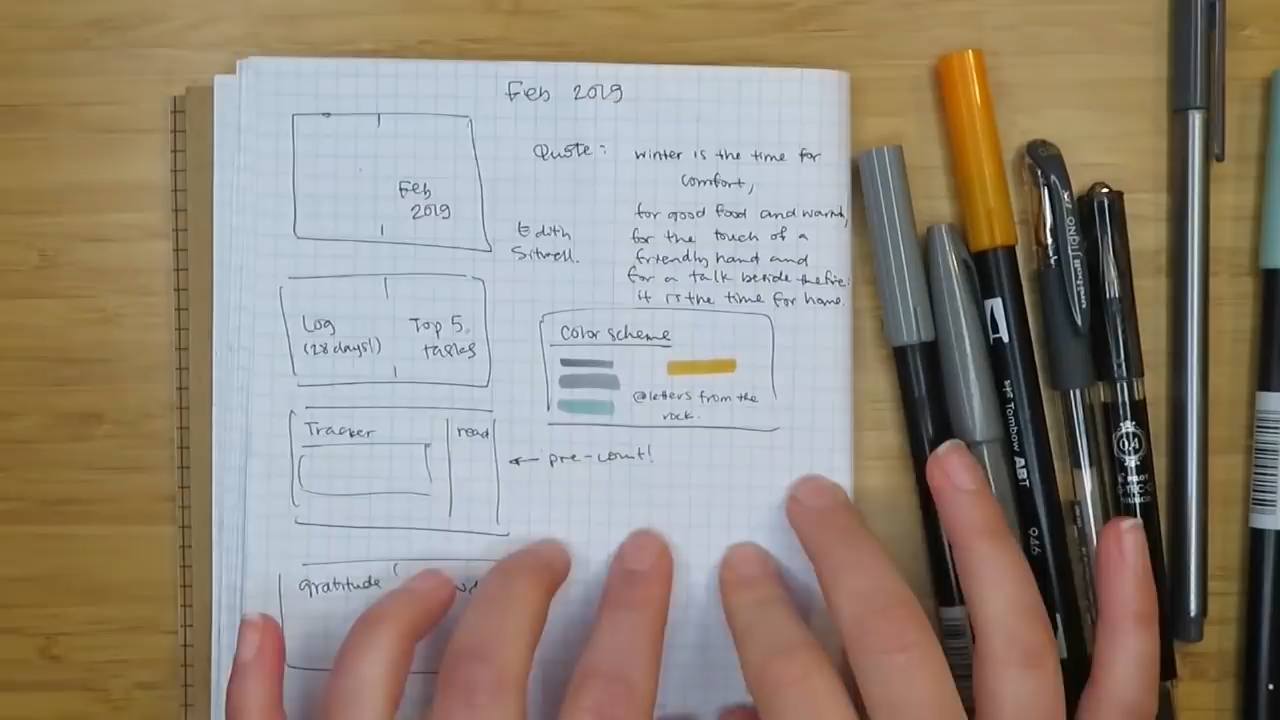 Feb 2019
Feb
2019
Quote: winter is the time for
comfort,
for good food and warmth,
for the touch of a
friendly hand and
for a talk beside the fire:
it is the time for home.
Edith
Sitwell.
Log
(28 days!)
Top 5
tasks
Color scheme
@letters from the
rock.
Tracker
read
← pre-count!
gratitude
Tombow ABT
946
uni-ball
SIGNO
0.4
PILOT